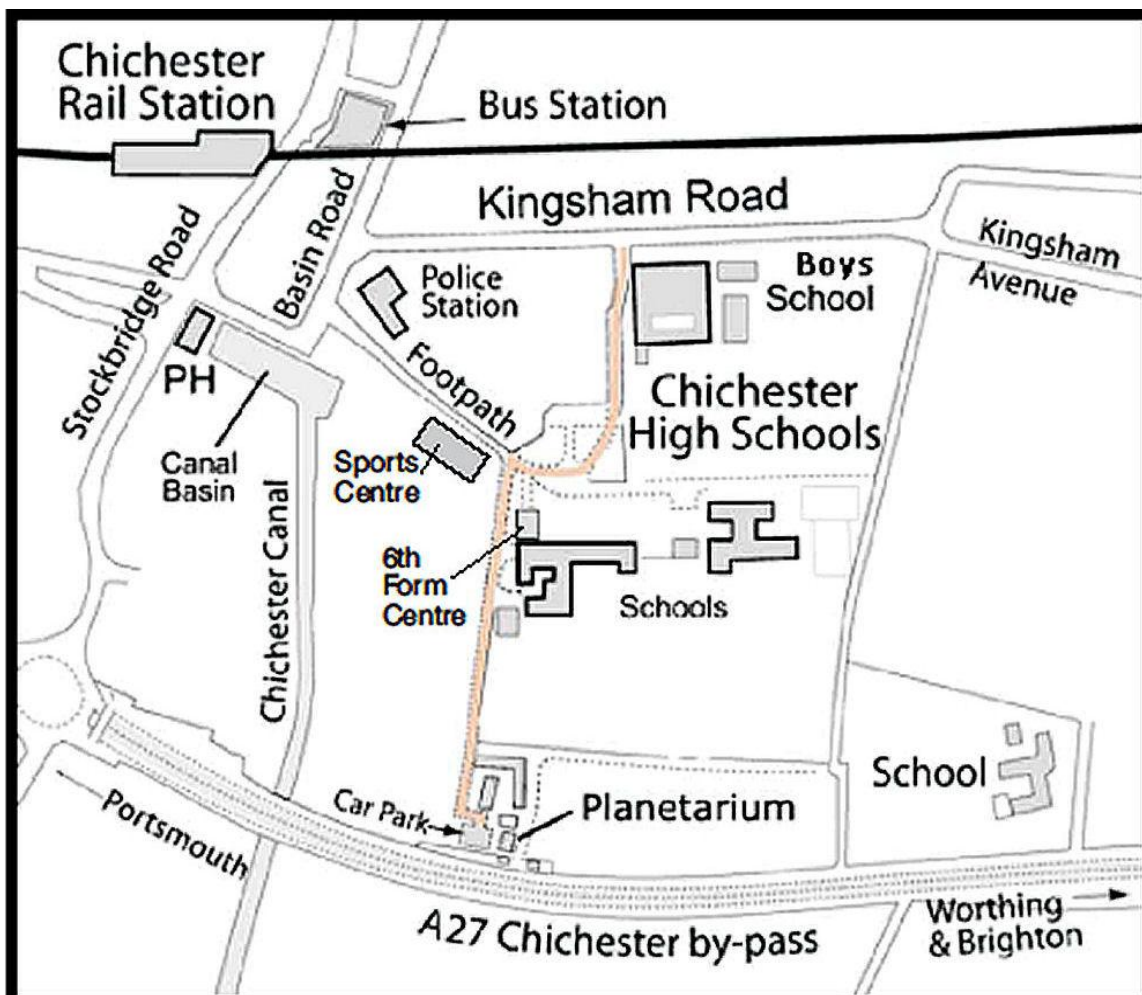 Chichester
Rail Station
Bus Station
Kingsham Road
Kingsham
Avenue
Stockbridge Road
Basin Road
Police
Station
Boys
School
Footpath
PH
Chichester
High Schools
Canal
Basin
Sports
Centre
Chichester Canal
6th
Form
Centre
Schools
School
Car Park
Planetarium
Portsmouth
A27 Chichester by-pass
Worthing
& Brighton